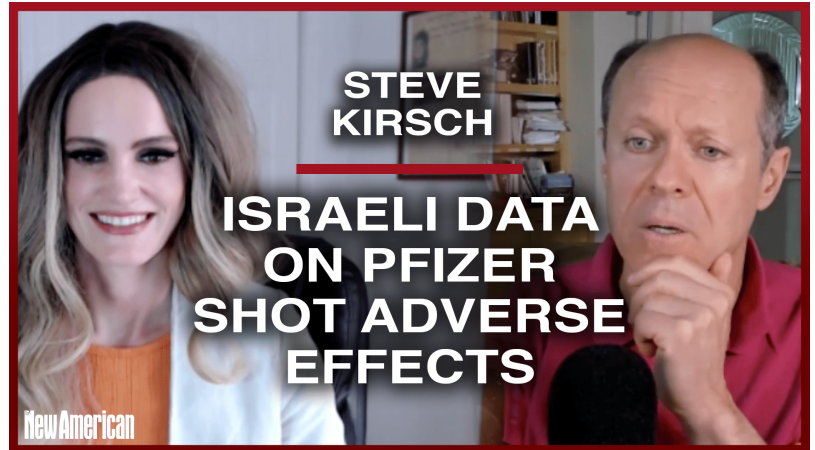 STEVE
KIRSCH
ISRAELI DATA
ON PFIZER
SHOT ADVERSE
EFFECTS
New American